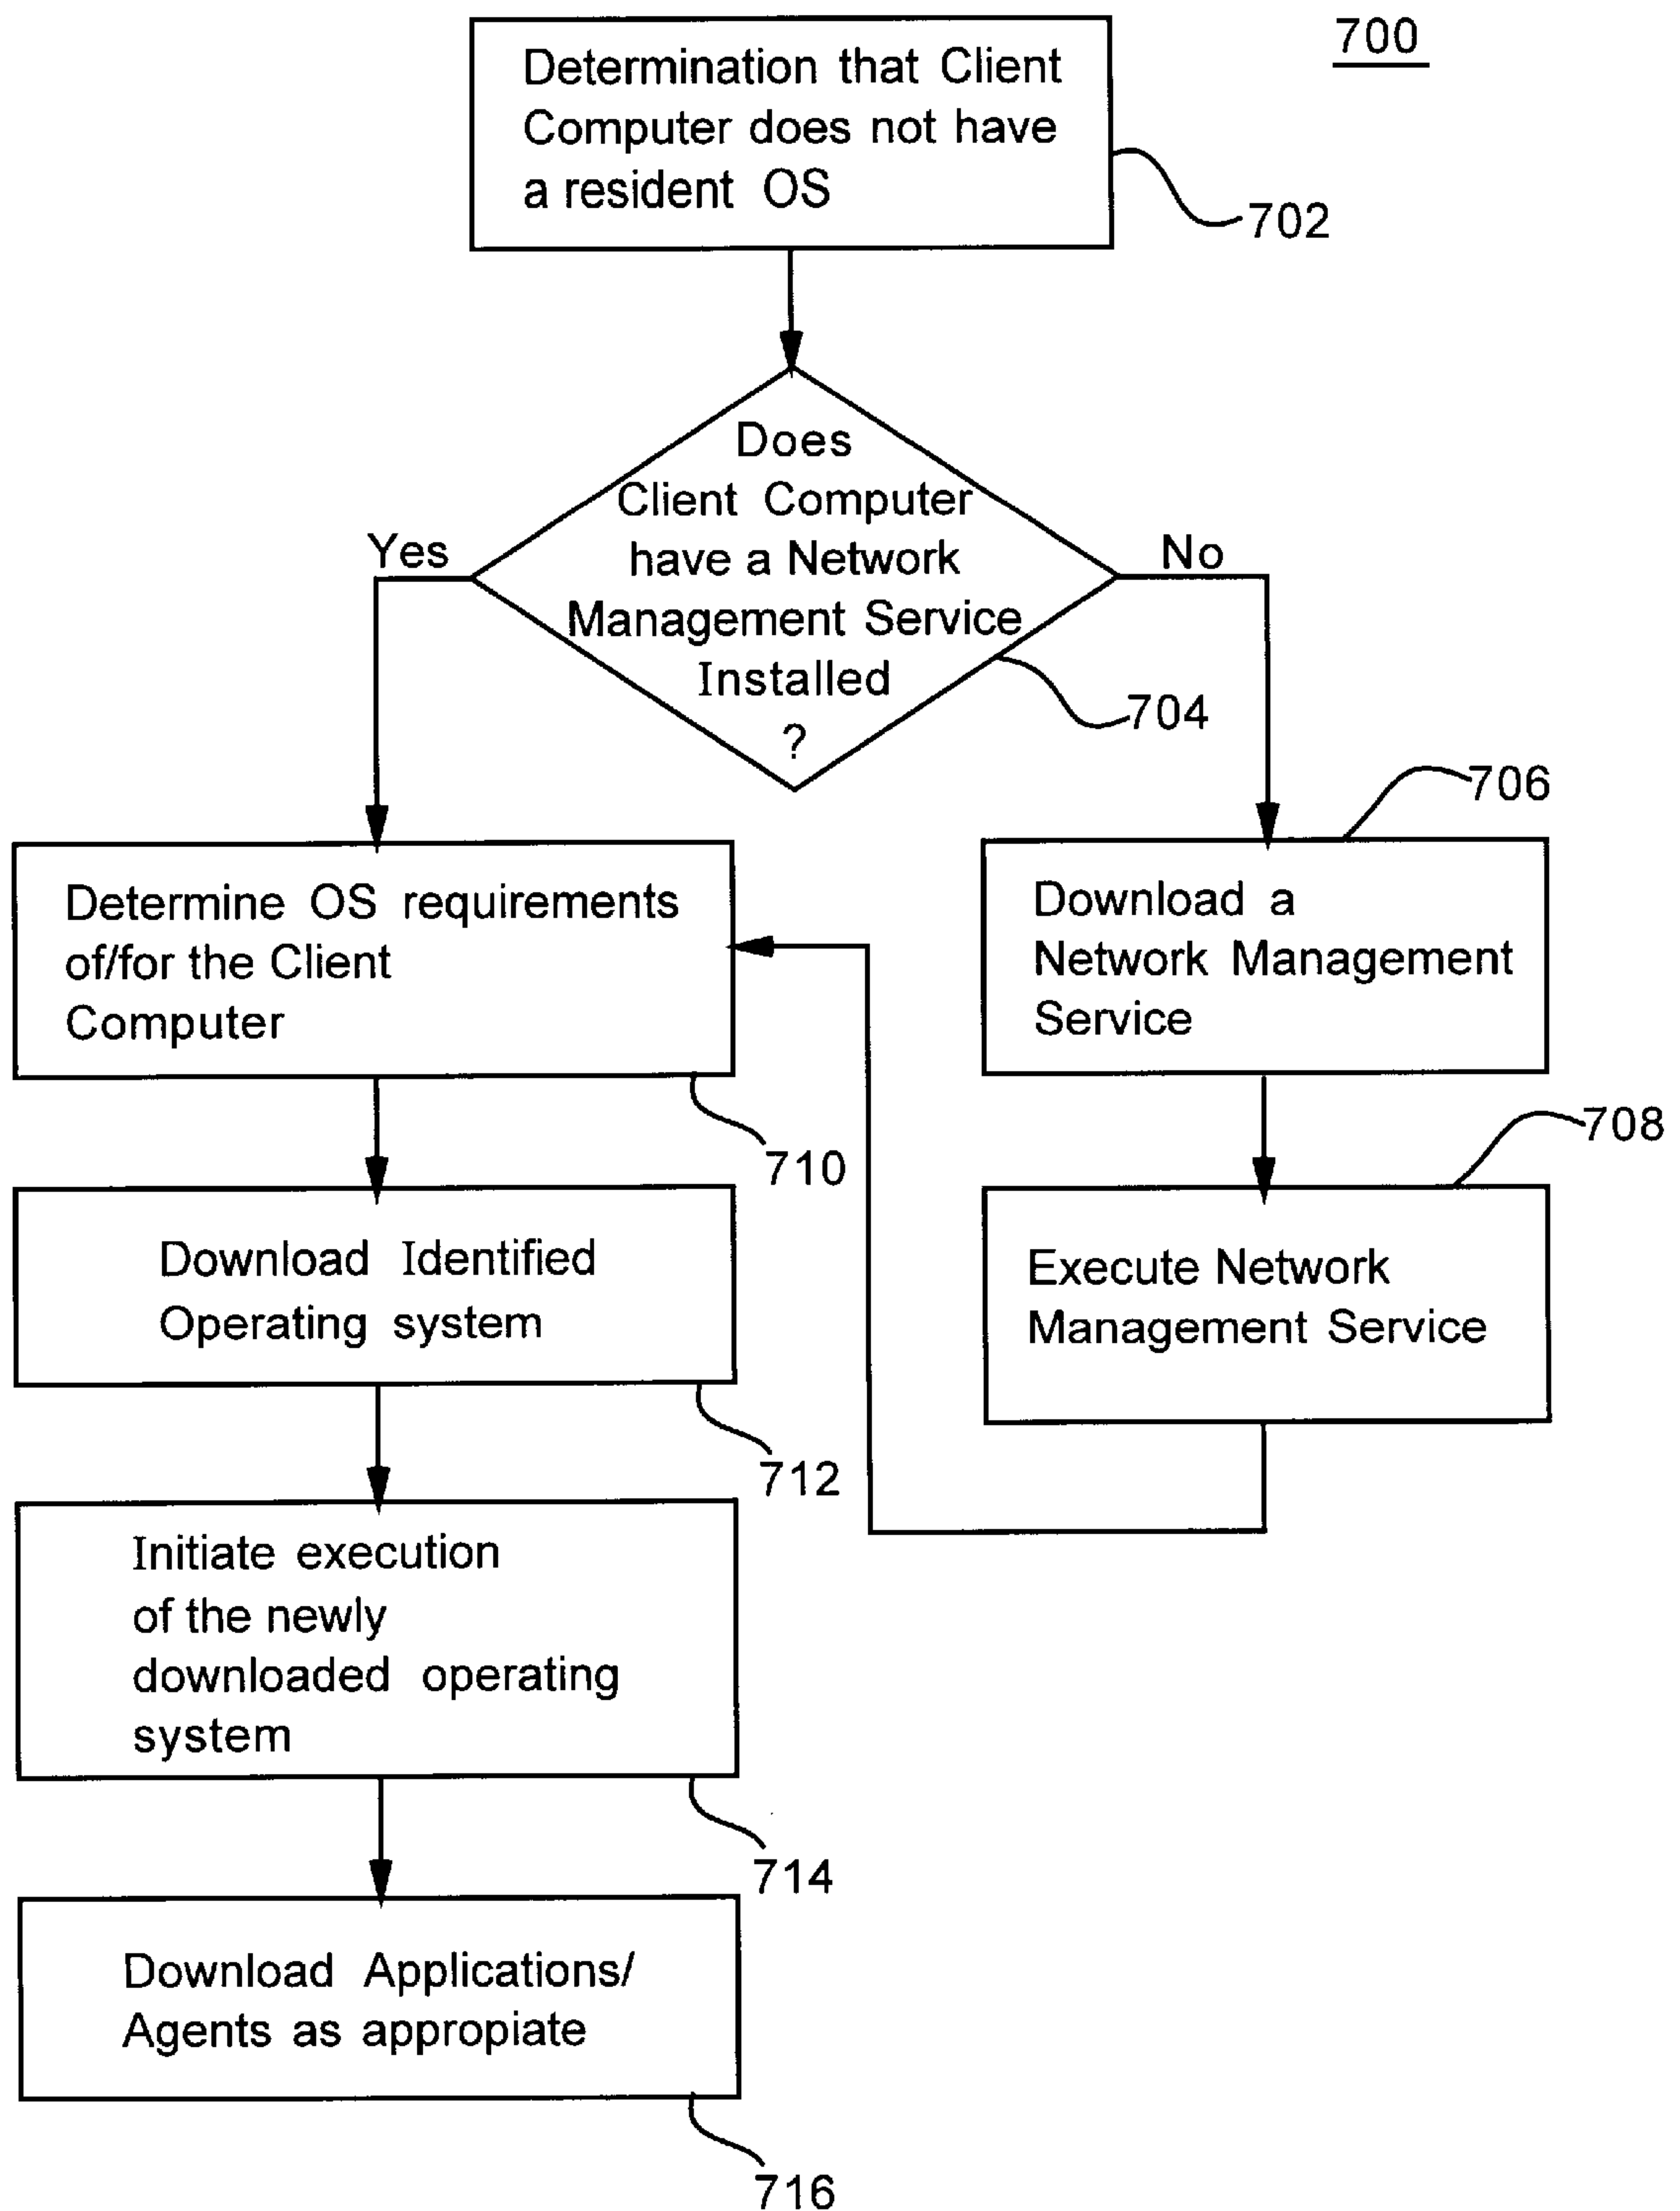 700
Determination that Client
Computer does not have
a resident OS
702
Does
Client Computer
have a Network
Management Service
Installed
?
Yes
No
704
706
Download a
Network Management
Service
Determine OS requirements
of/for the Client
Computer
710
708
Execute Network
Management Service
Download Identified
Operating system
712
Initiate execution
of the newly
downloaded operating
system
714
Download Applications/
Agents as appropiate
716